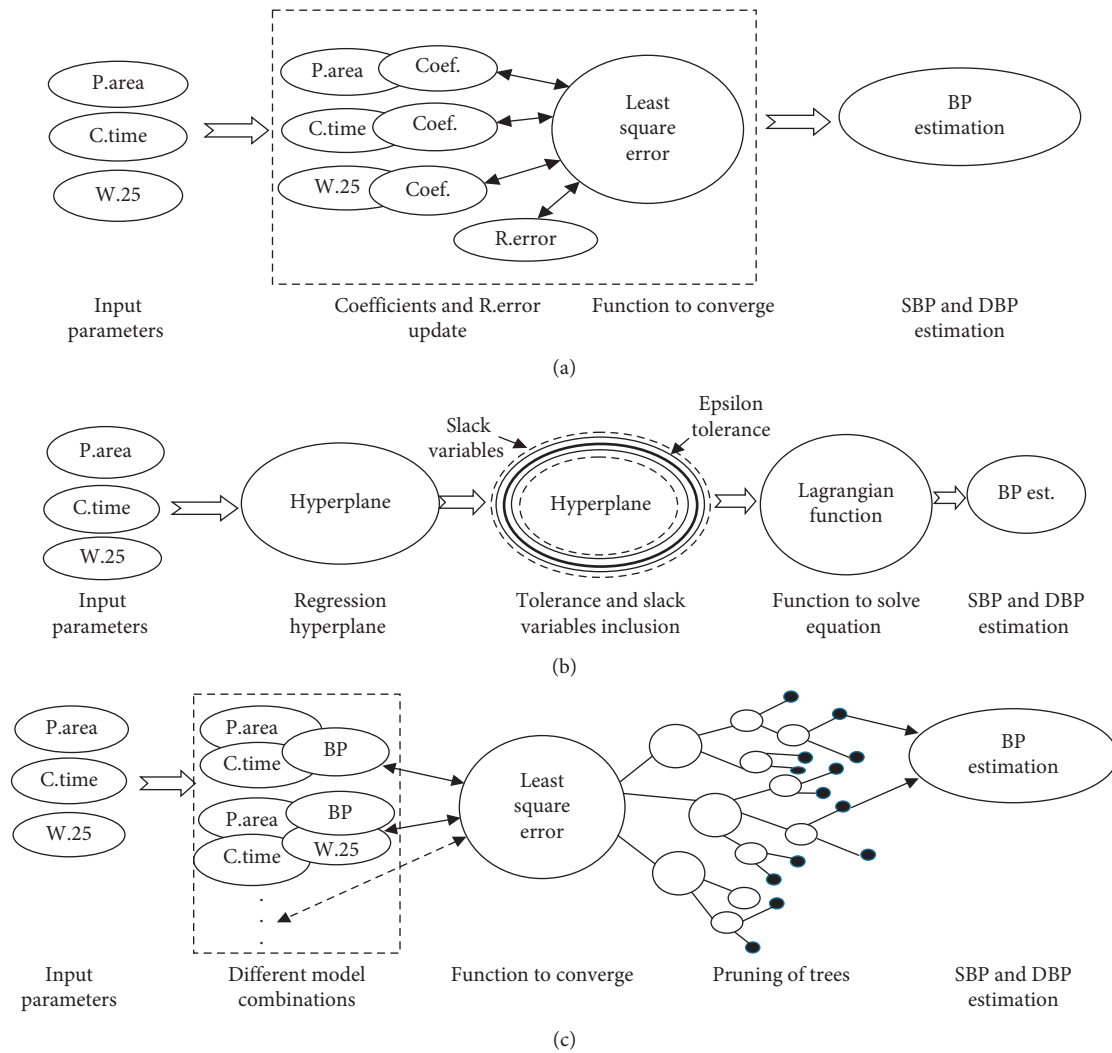 P.area
C.time
W.25
P.area
Coef.
C.time
Coef.
W.25
Coef.
R.error
Least
square
error
BP
estimation
Input
parameters
Coefficients and R.error
update
Function to converge
SBP and DBP
estimation
(a)
P.area
C.time
W.25
Hyperplane
Slack
variables
Epsilon
tolerance
Hyperplane
Lagrangian
function
BP est.
Input
parameters
Regression
hyperplane
Tolerance and slack
variables inclusion
Function to solve
equation
SBP and DBP
estimation
(b)
P.area
C.time
W.25
P.area
BP
C.time
P.area
BP
C.time
W.25
.
.
.
Least
square
error
BP
estimation
Input
parameters
Different model
combinations
Function to converge
Pruning of trees
SBP and DBP
estimation
(c)